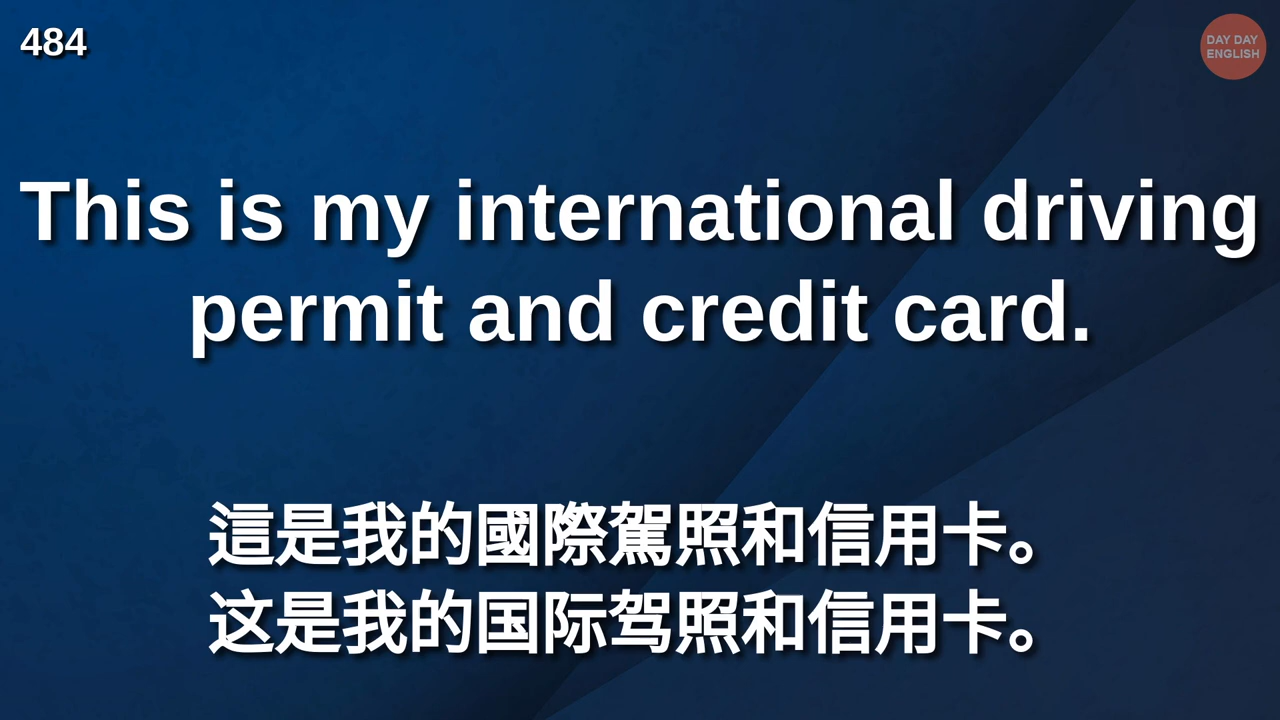 484
DAY DAY
ENGLISH
This is my international driving
permit and credit card.
這是我的國際駕照和信用卡。
这是我的国际驾照和信用卡。